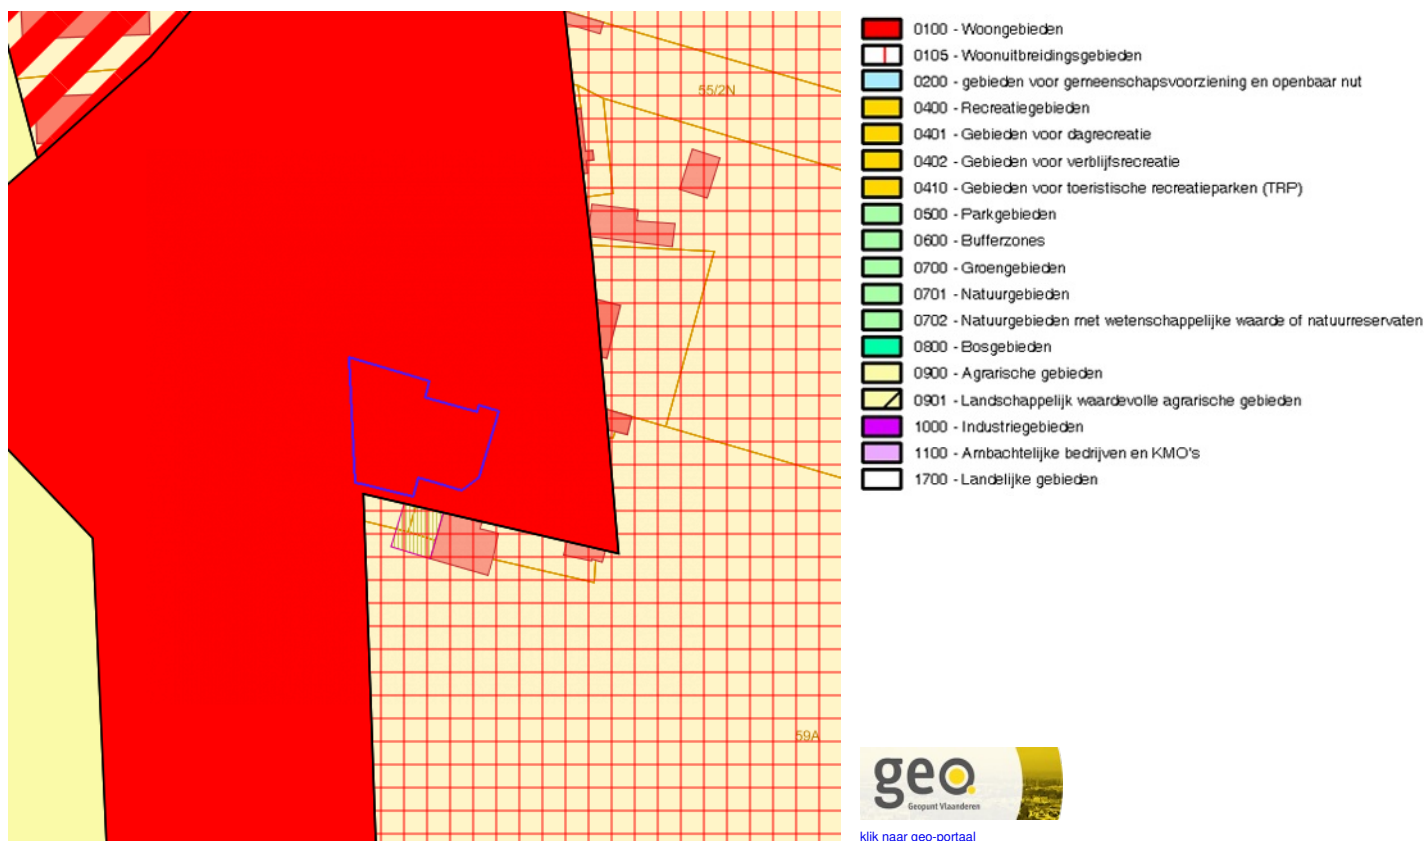 55/2N
59A
0100 - Woongebieden
0105 - Woonuitbreidingsgebieden
0200 - gebieden voor gemeenschapsvoorziening en openbaar nut
0400 - Recreatiegebieden
0401 - Gebieden voor dagrecreatie
0402 - Gebieden voor verblijfsrecreatie
0410 - Gebieden voor toeristische recreatieparken (TRP)
0500 - Parkgebieden
0600 - Bufferzones
0700 - Groengebieden
0701 - Natuurgebieden
0702 - Natuurgebieden met wetenschappelijke waarde of natuurreservaten
0800 - Bosgebieden
0900 - Agrarische gebieden
0901 - Landschappelijk waardevolle agrarische gebieden
1000 - Industriegebieden
1100 - Ambachtelijke bedrijven en KMO's
1700 - Landelijke gebieden
geo
Geopunt Vlaanderen
klik naar geo-portaal